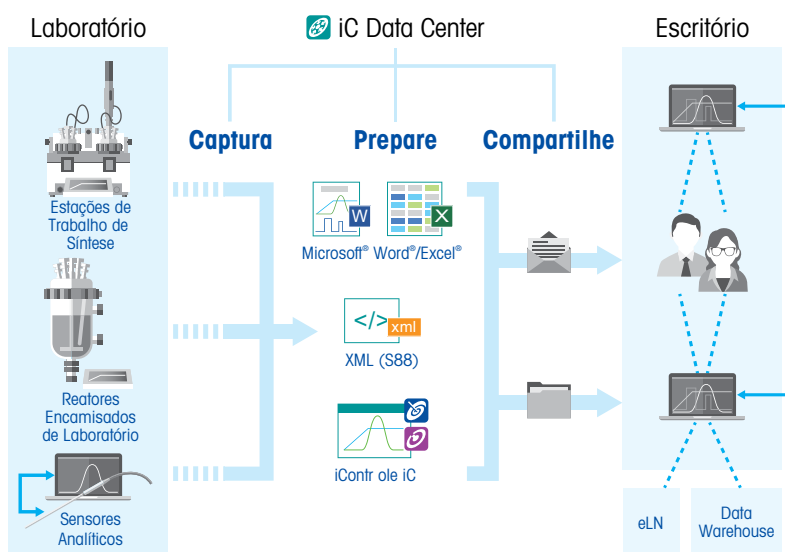 Laboratório
iC Data Center
Escritório
Captura
Prepare
Compartilhe
Estações de
Trabalho de
Síntese
W
X
Microsoft® Word®/Excel®
</>
xml
XML (S88)
Reatores
Encamisados
de Laboratório
iContr ole iC
Sensores
Analíticos
eLN
Data
Warehouse